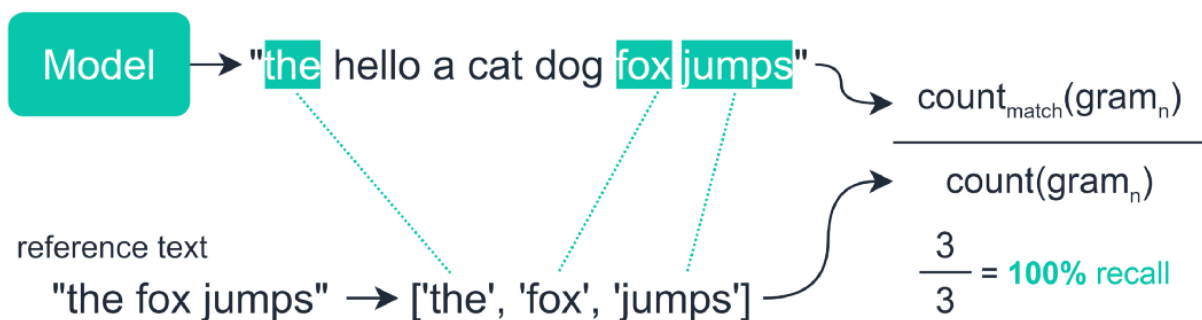 Model
"the hello a cat dog fox jumps"
count_match(gram_n)
count(gram_n)
reference text
"the fox jumps"
['the', 'fox', 'jumps']
3
3
= 100% recall